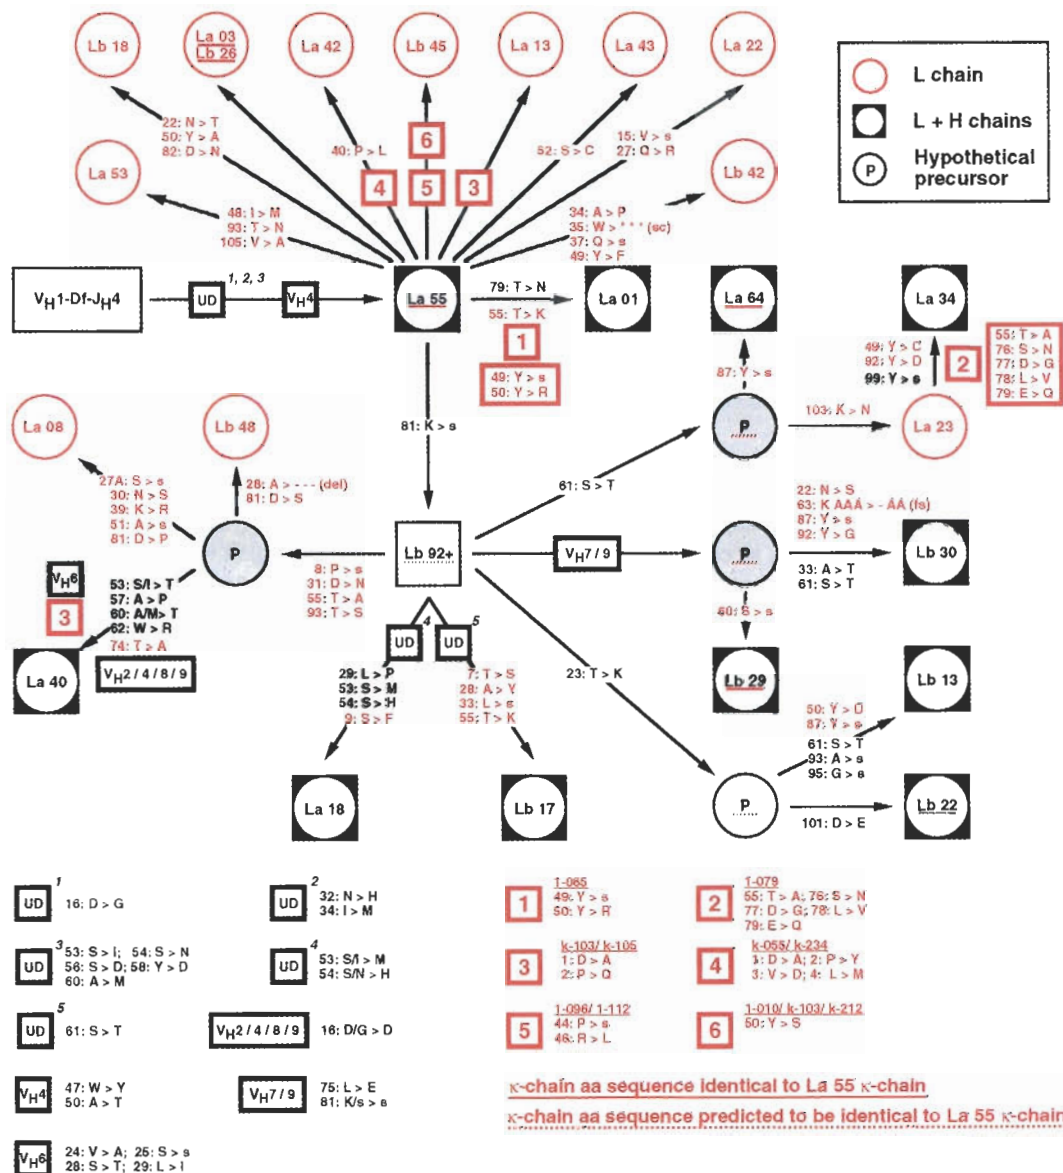 Lb 18
La 03
Lb 26
La 42
Lb 45
La 13
La 43
La 22
L chain
L + H chains
P
Hypothetical
precursor
22: N > T
50: Y > A
82: D > N
40: P > L
6
4
5
3
52: S > C
15: V > s
27: Q > R
La 53
Lb 42
48: I > M
93: T > N
105: V > A
34: A > P
35: W > * * * (sc)
37: Q > s
49: Y > F
VH1-Df-JH4
UD
1, 2, 3
VH4
La 55
79: T > N
55: T > K
1
49: Y > s
50: Y > R
La 01
La 64
La 34
49: Y > C
92: Y > D
99: Y > s
2
55: T > A
76: S > N
77: D > G
78: L > V
79: E > Q
87: Y > s
81: K > s
P
103: K > N
La 23
La 08
Lb 48
27A: S > s
30: N > S
39: K > R
51: A > s
81: D > P
28: A > - - - (del)
81: D > S
61: S > T
22: N > S
63: K AAA > - AA (fs)
87: Y > s
92: Y > G
P
Lb 92+
VH7 / 9
P
Lb 30
33: A > T
61: S > T
VH6
3
53: S/I > T
57: A > P
60: A/M > T
62: W > R
74: T > A
8: P > s
31: D > N
55: T > A
93: T > S
60: S > s
La 40
VH2 / 4 / 8 / 9
UD
4
UD
5
29: L > P
53: S > M
54: S > H
9: S > F
7: T > S
28: A > Y
33: L > s
55: T > K
23: T > K
Lb 29
Lb 13
50: Y > D
87: Y > s
61: S > T
93: A > s
95: G > s
La 18
Lb 17
P
101: D > E
Lb 22
UD
1
16: D > G
UD
2
32: N > H
34: I > M
UD
3
53: S > I; 54: S > N
56: S > D; 58: Y > D
60: A > M
UD
4
53: S/I > M
54: S/N > H
UD
5
61: S > T
VH2 / 4 / 8 / 9
16: D/G > D
VH4
47: W > Y
50: A > T
VH7 / 9
75: L > E
81: K/s > s
VH6
24: V > A; 25: S > s
28: S > T; 29: L > I
1
1-085
49: Y > s
50: Y > R
2
1-079
55: T > A; 76: S > N
77: D > G; 78: L > V
79: E > Q
3
k-103/ k-105
1: D > A
2: P > Q
4
k-055/ k-234
1: D > A; 2: P > Y
3: V > D; 4: L > M
5
1-096/ 1-112
44: P > s
46: R > L
6
1-010/ k-103/ k-212
50: Y > S
κ-chain aa sequence identical to La 55 κ-chain
κ-chain aa sequence predicted to be identical to La 55 κ-chain